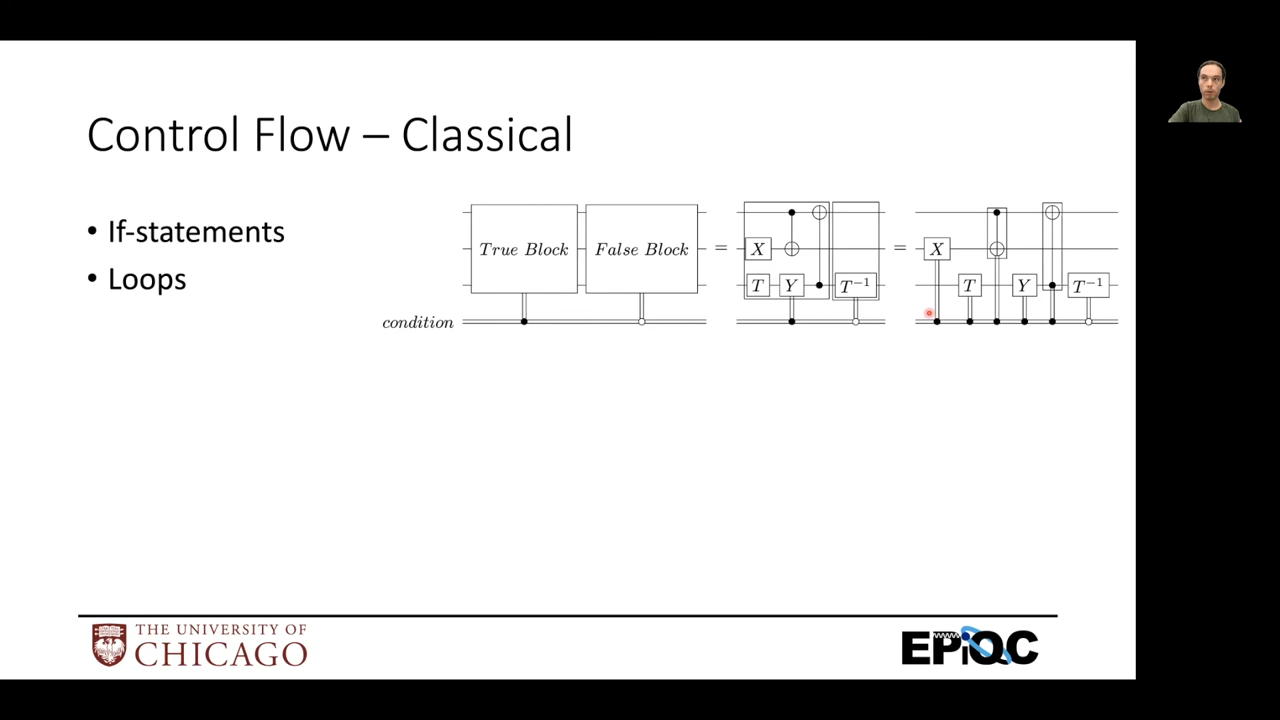 Control Flow – Classical
• If-statements
• Loops
True Block False Block = X T Y T⁻¹ = X T Y T⁻¹
condition
THE UNIVERSITY OF
CHICAGO
EPiQC